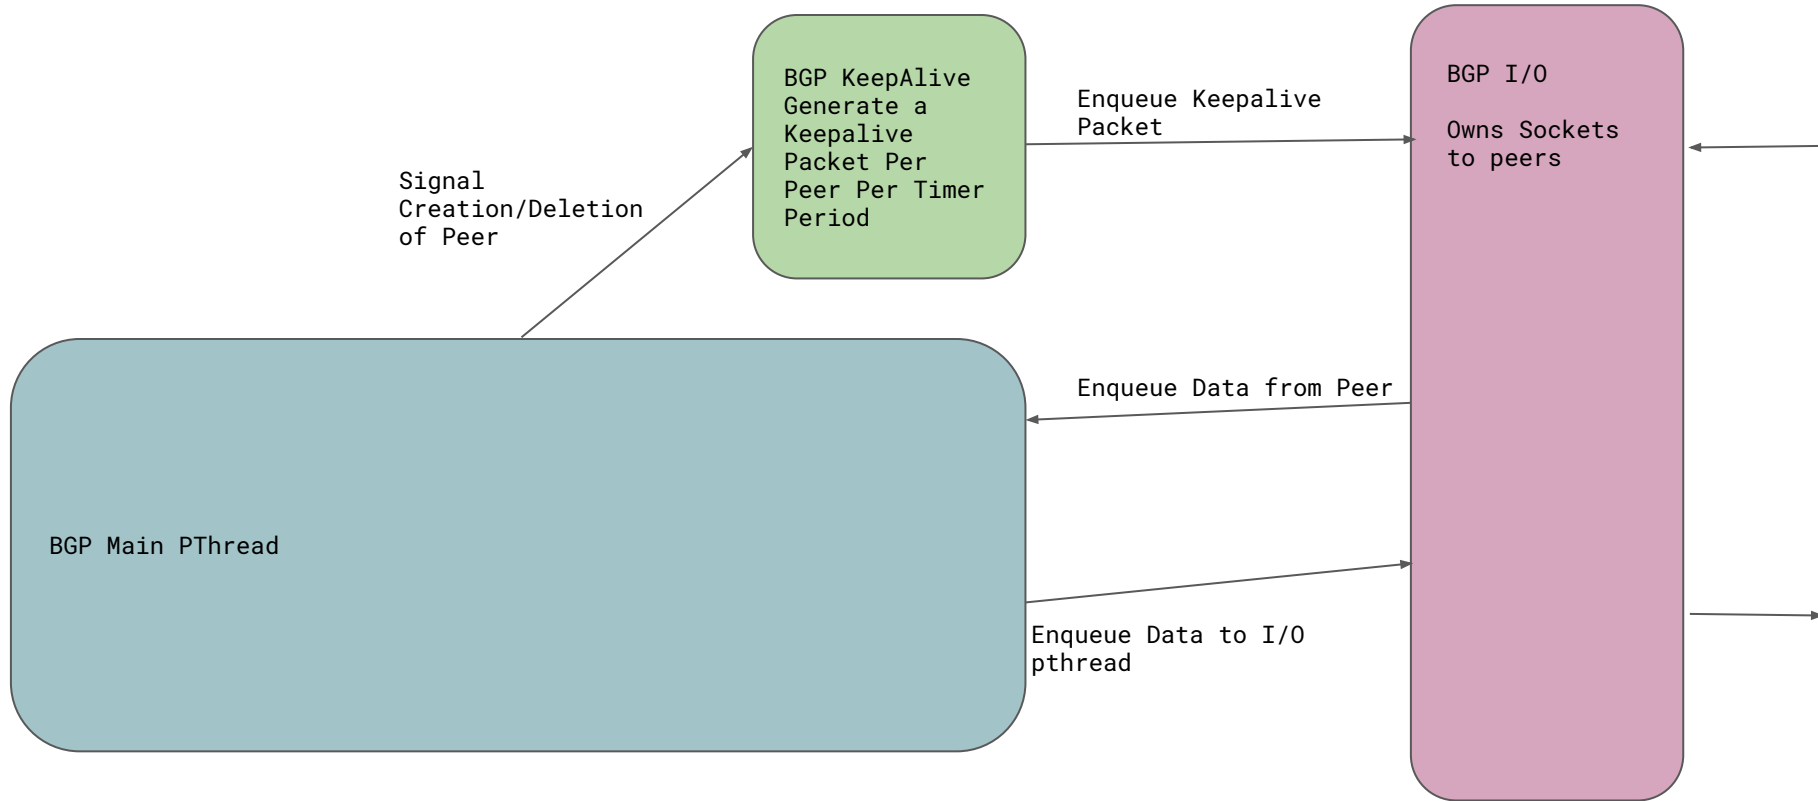 BGP KeepAlive
Generate a
Keepalive
Packet Per
Peer Per Timer
Period
Enqueue Keepalive
Packet
BGP I/O
Owns Sockets
to peers
Signal
Creation/Deletion
of Peer
Enqueue Data from Peer
BGP Main PThread
Enqueue Data to I/O
pthread